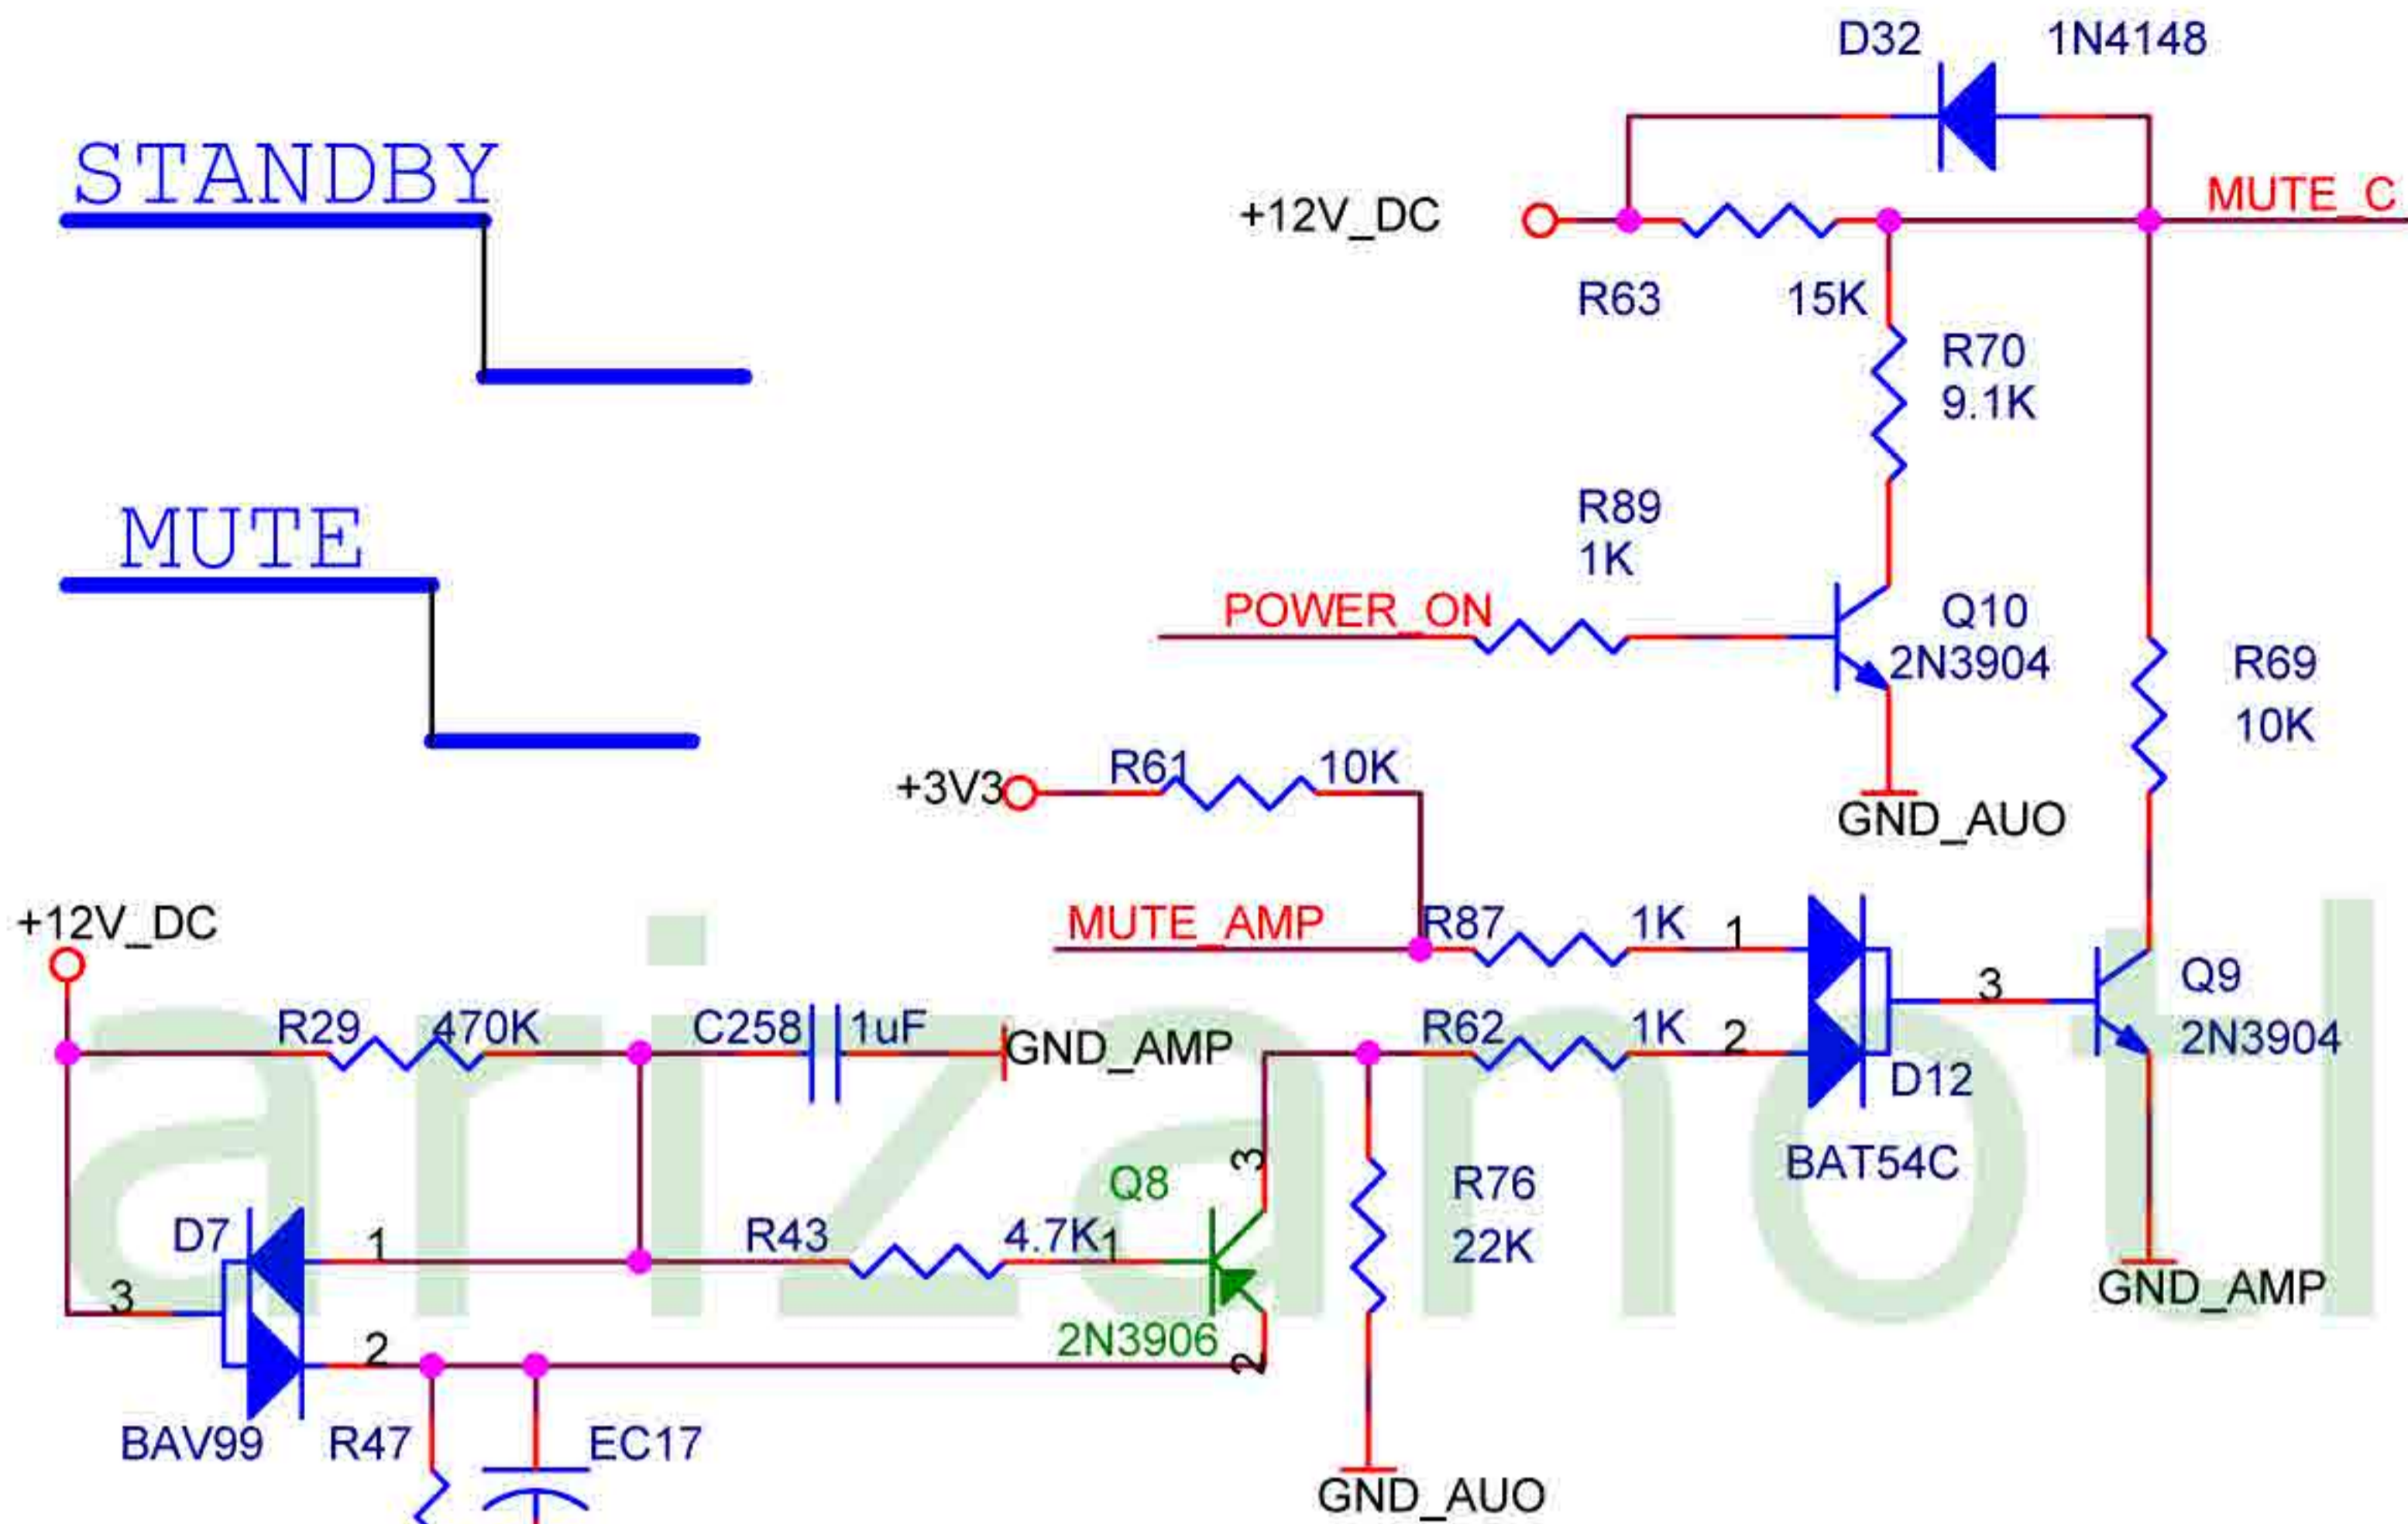 D32 1N4148
STANDBY
MUTE_C
+12V_DC
R63 15K
R70
9.1K
MUTE
R89
1K
POWER_ON
Q10
2N3904
R69
10K
+3V3 R61 10K
GND_AUO
+12V_DC
MUTE_AMP R87 1K 1
3 Q9
2N3904
R29 470K C258 1uF GND_AMP R62 1K 2
D12
BAT54C
3
Q8
R76
22K
D7 1 R43 4.7K 1
3
GND_AMP
2N3906
2 2
BAV99 R47 EC17
GND_AUO